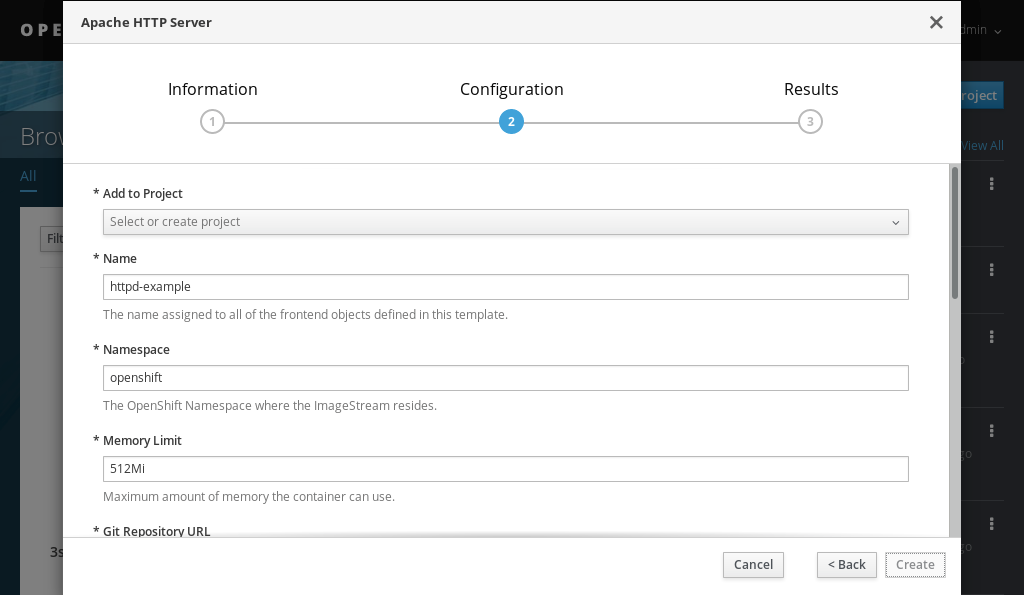 Apache HTTP Server
OPE
dmin
Information
Configuration
Results
1
2
3
roject
Brow
View All
All
* Add to Project
Select or create project
Filt
* Name
httpd-example
The name assigned to all of the frontend objects defined in this template.
* Namespace
openshift
The OpenShift Namespace where the ImageStream resides.
* Memory Limit
512Mi
go
Maximum amount of memory the container can use.
* Git Repository URL
3s
go
Cancel
< Back
Create